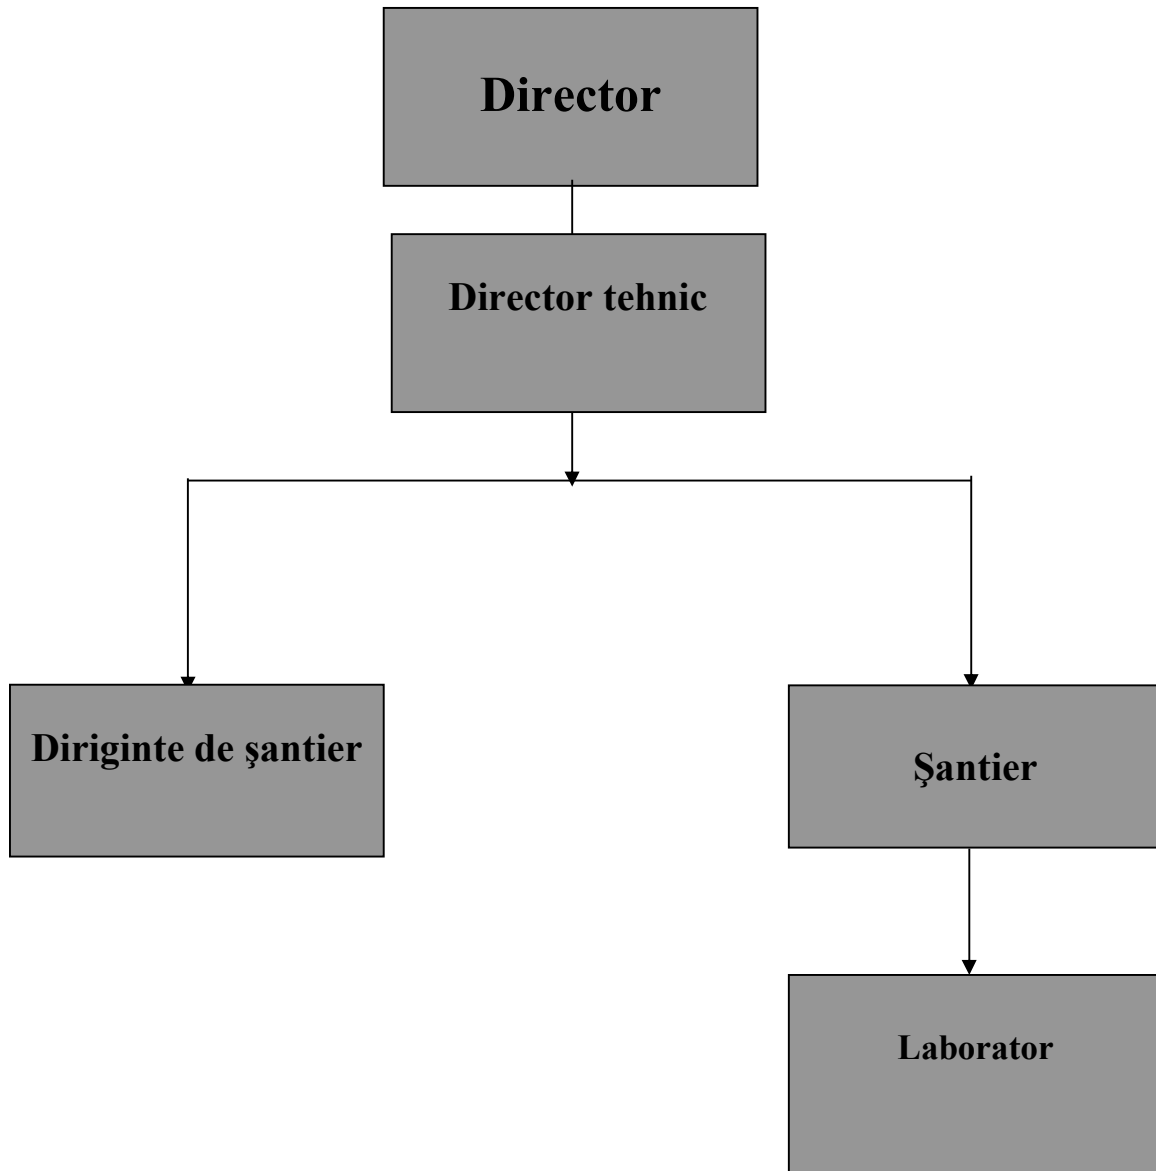 Director
Director tehnic
Diriginte de şantier
Şantier
Laborator